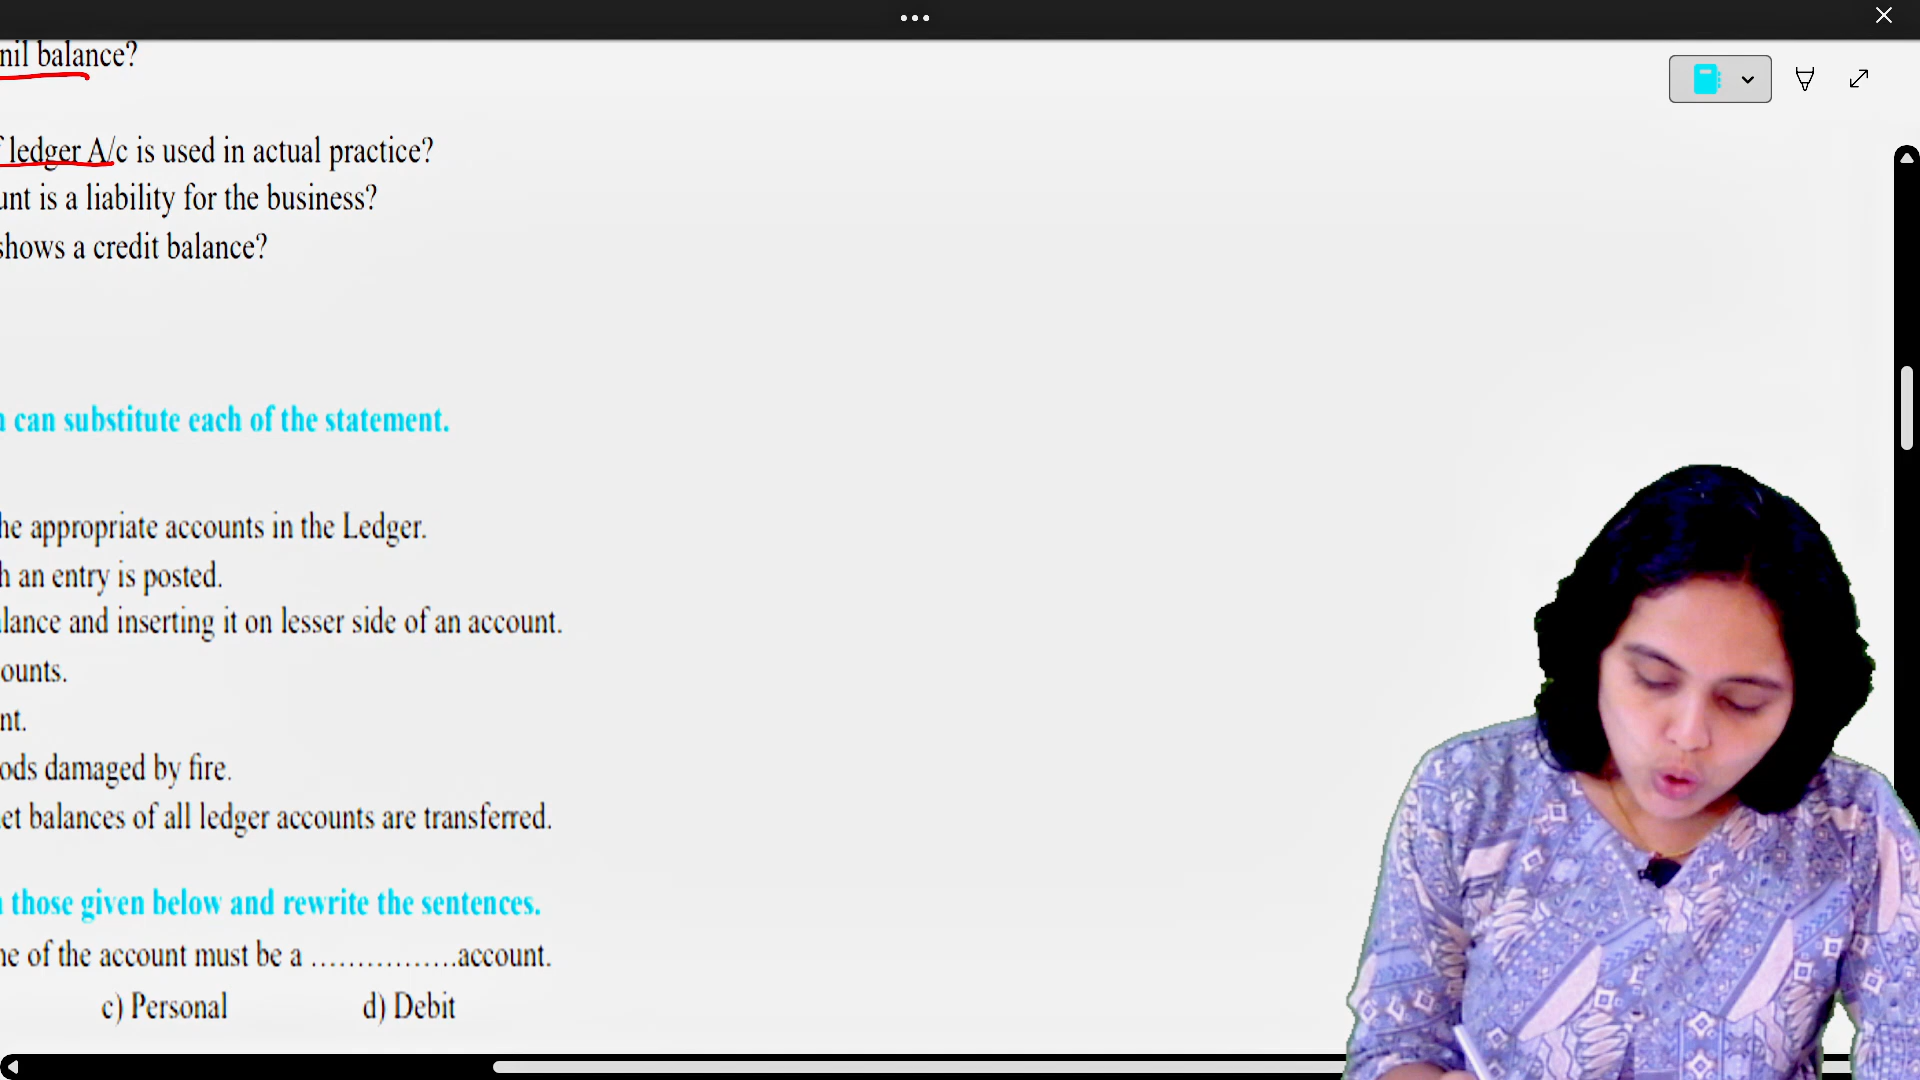 nil balance?
ledger A/c is used in actual practice?
unt is a liability for the business?
shows a credit balance?
can substitute each of the statement.
he appropriate accounts in the Ledger.
h an entry is posted.
lance and inserting it on lesser side of an account.
ounts.
nt.
ods damaged by fire.
et balances of all ledger accounts are transferred.
those given below and rewrite the sentences.
ne of the account must be a ................account.
c) Personal d) Debit